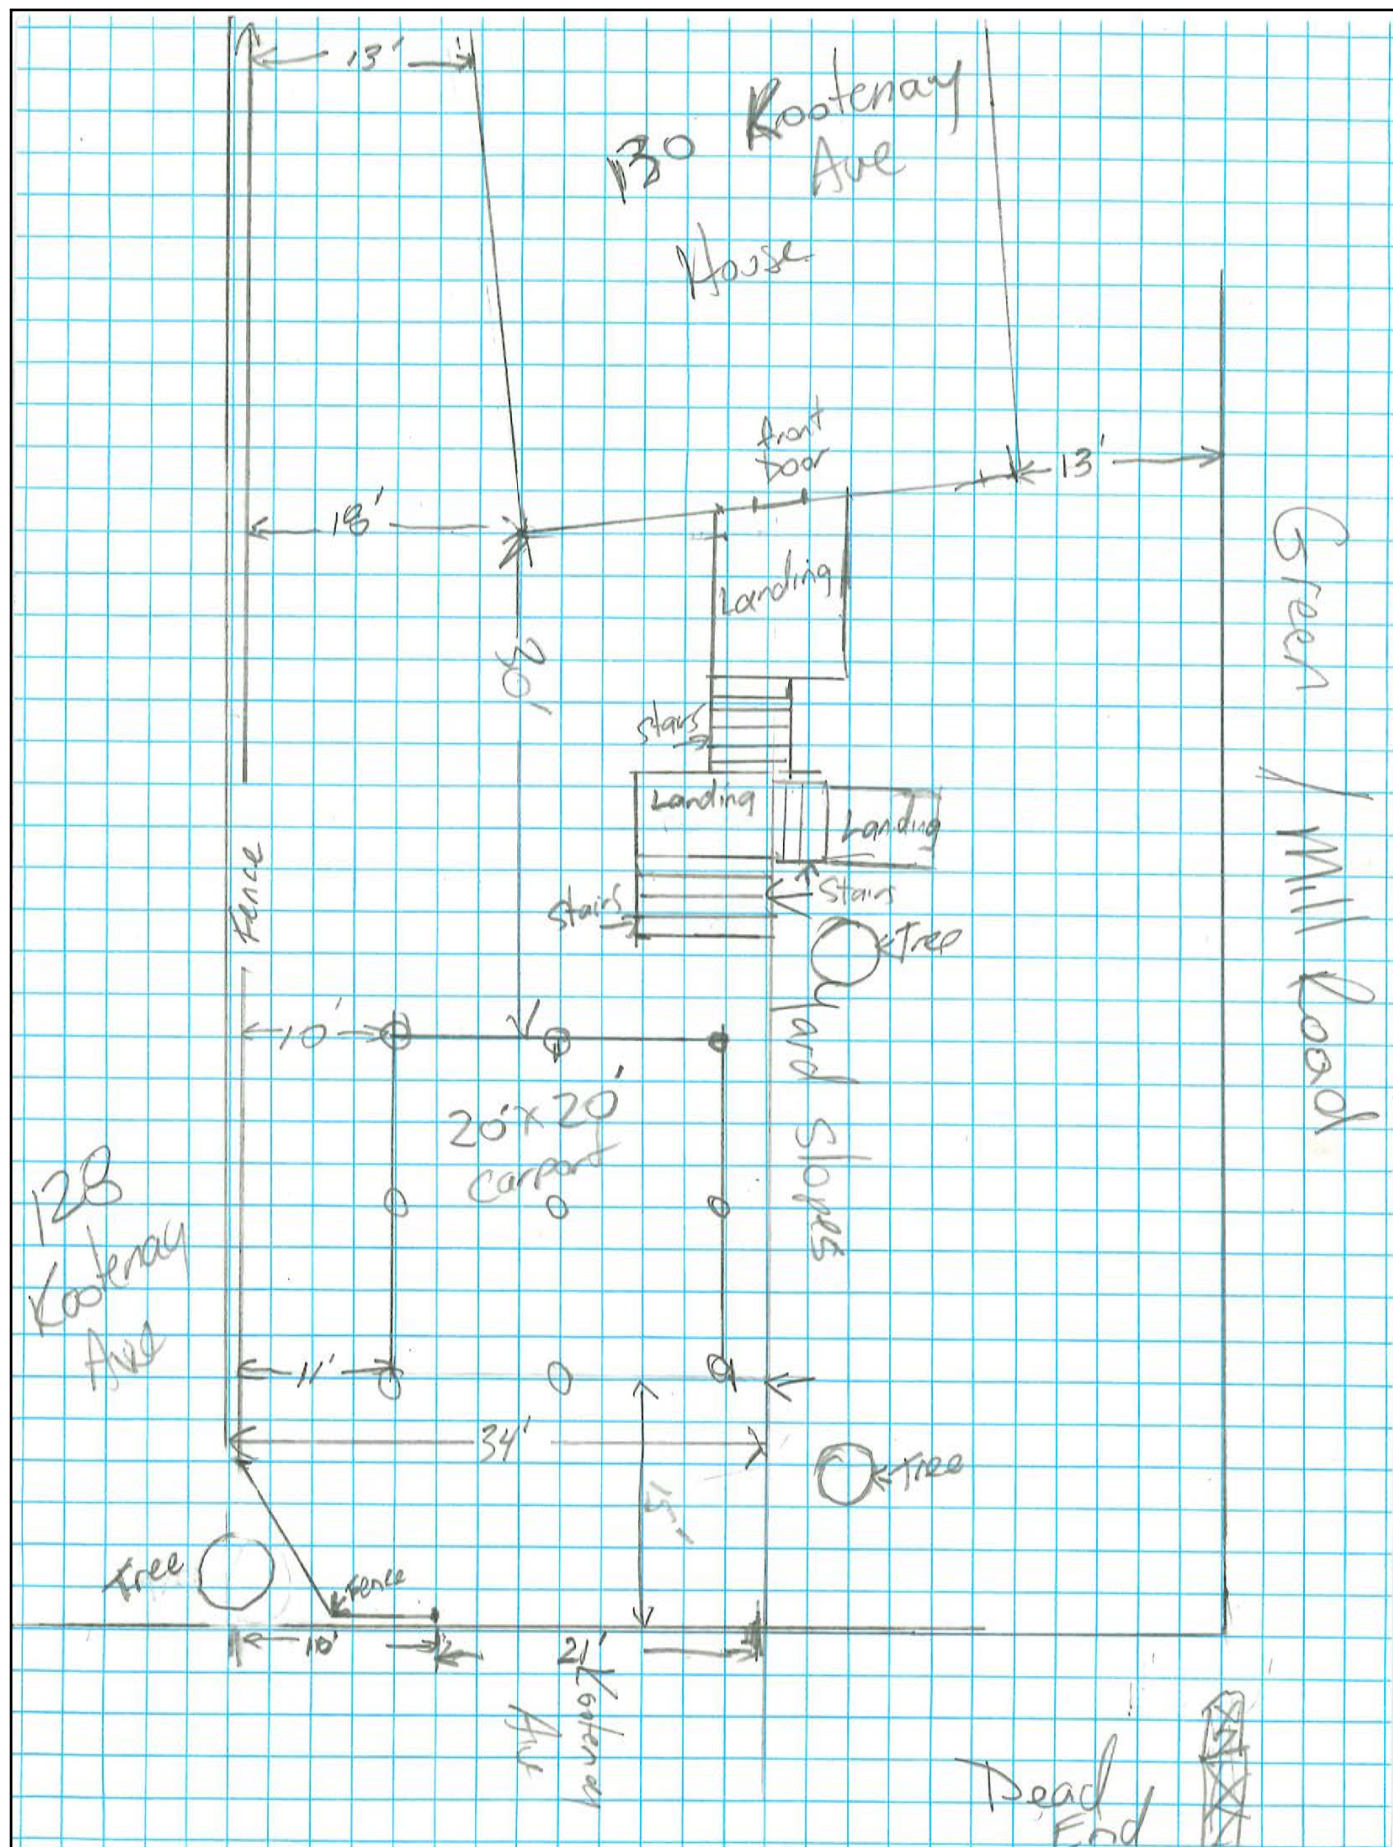 13'
130 Kootenay
Ave
House
front
Door
13'
18'
Landing
30'
Green / Mill Road
stairs
Landing
Landing
Stairs
stairs
Fence
Tree
10'
Yard Slopes
20'x20'
Carport
128
Kootenay
Ave
11'
34'
Tree
15'
Tree
Fence
10'
21'
Kootenay
Ave
Dead
End